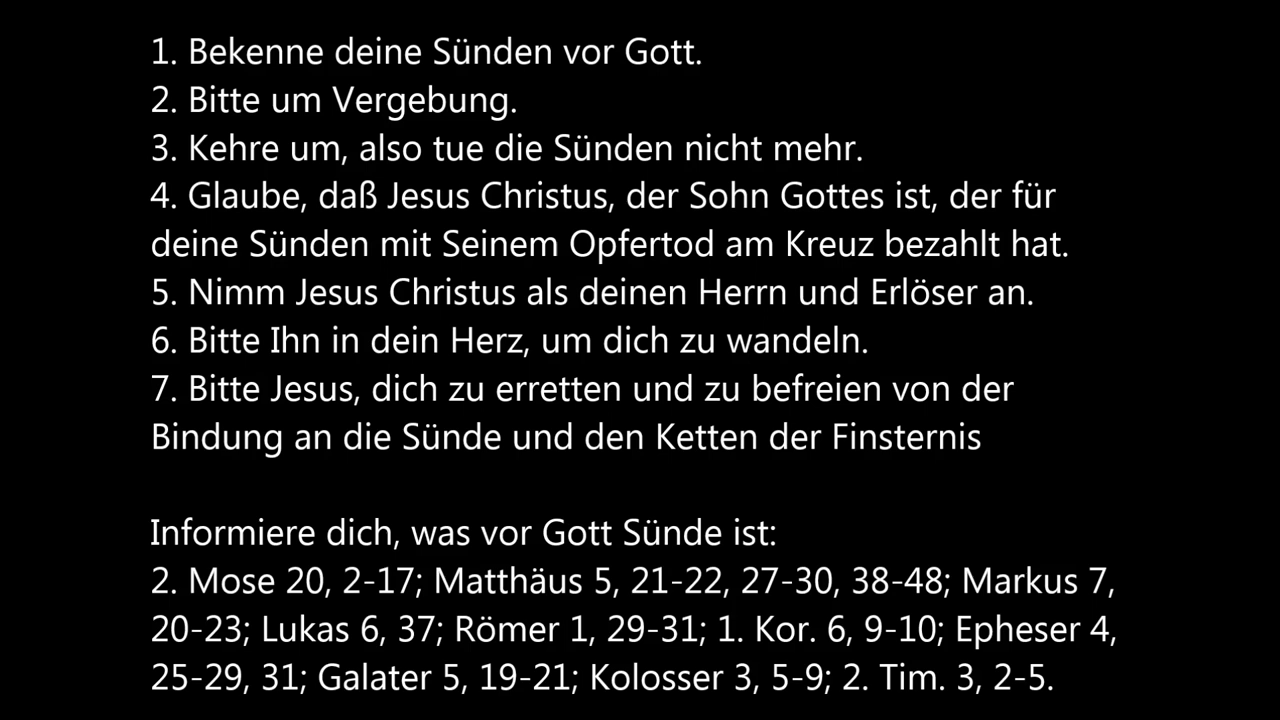 1. Bekenne deine Sünden vor Gott.
2. Bitte um Vergebung.
3. Kehre um, also tue die Sünden nicht mehr.
4. Glaube, daß Jesus Christus, der Sohn Gottes ist, der für
deine Sünden mit Seinem Opfertod am Kreuz bezahlt hat.
5. Nimm Jesus Christus als deinen Herrn und Erlöser an.
6. Bitte Ihn in dein Herz, um dich zu wandeln.
7. Bitte Jesus, dich zu erretten und zu befreien von der
Bindung an die Sünde und den Ketten der Finsternis
Informiere dich, was vor Gott Sünde ist:
2. Mose 20, 2-17; Matthäus 5, 21-22, 27-30, 38-48; Markus 7,
20-23; Lukas 6, 37; Römer 1, 29-31; 1. Kor. 6, 9-10; Epheser 4,
25-29, 31; Galater 5, 19-21; Kolosser 3, 5-9; 2. Tim. 3, 2-5.